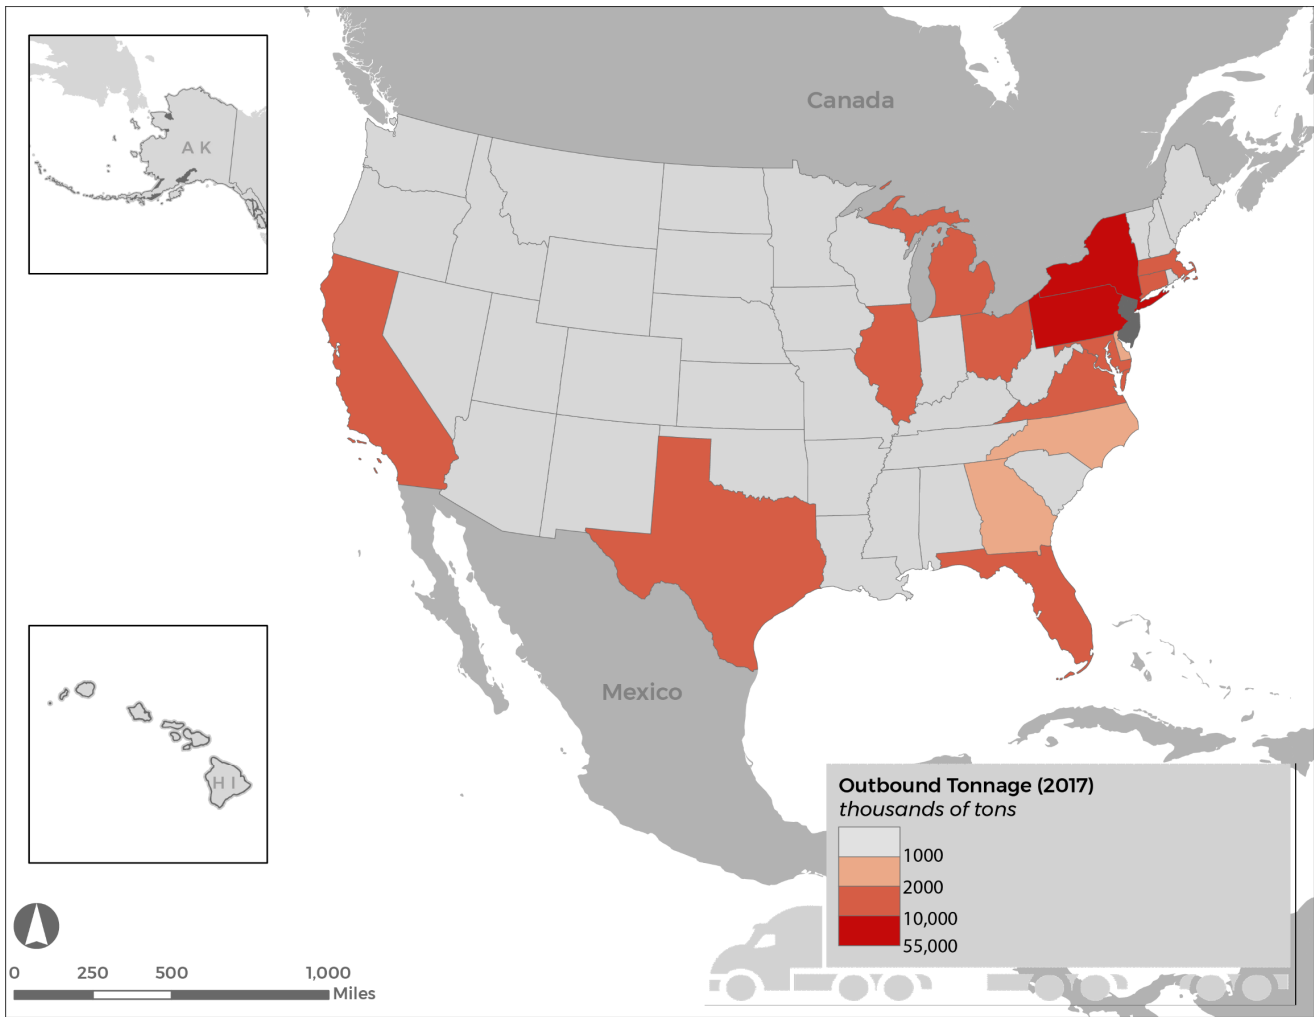 Canada
A K
Mexico
H I
Outbound Tonnage (2017)
thousands of tons
1000
2000
10,000
55,000
0 250 500 1,000
Miles